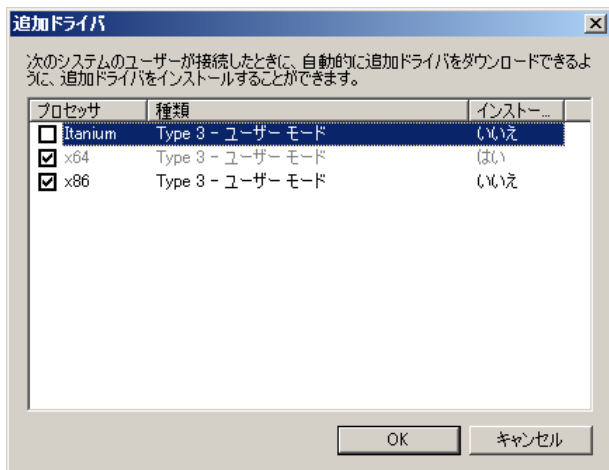 追加ドライバ
次のシステムのユーザーが接続したときに、自動的に追加ドライバをダウンロードできるよ
うに、追加ドライバをインストールすることができます。
プロセッサ 種類 インストー...
Itanium Type 3 - ユーザー モード いいえ
x64 Type 3 - ユーザー モード はい
x86 Type 3 - ユーザー モード いいえ
OK キャンセル